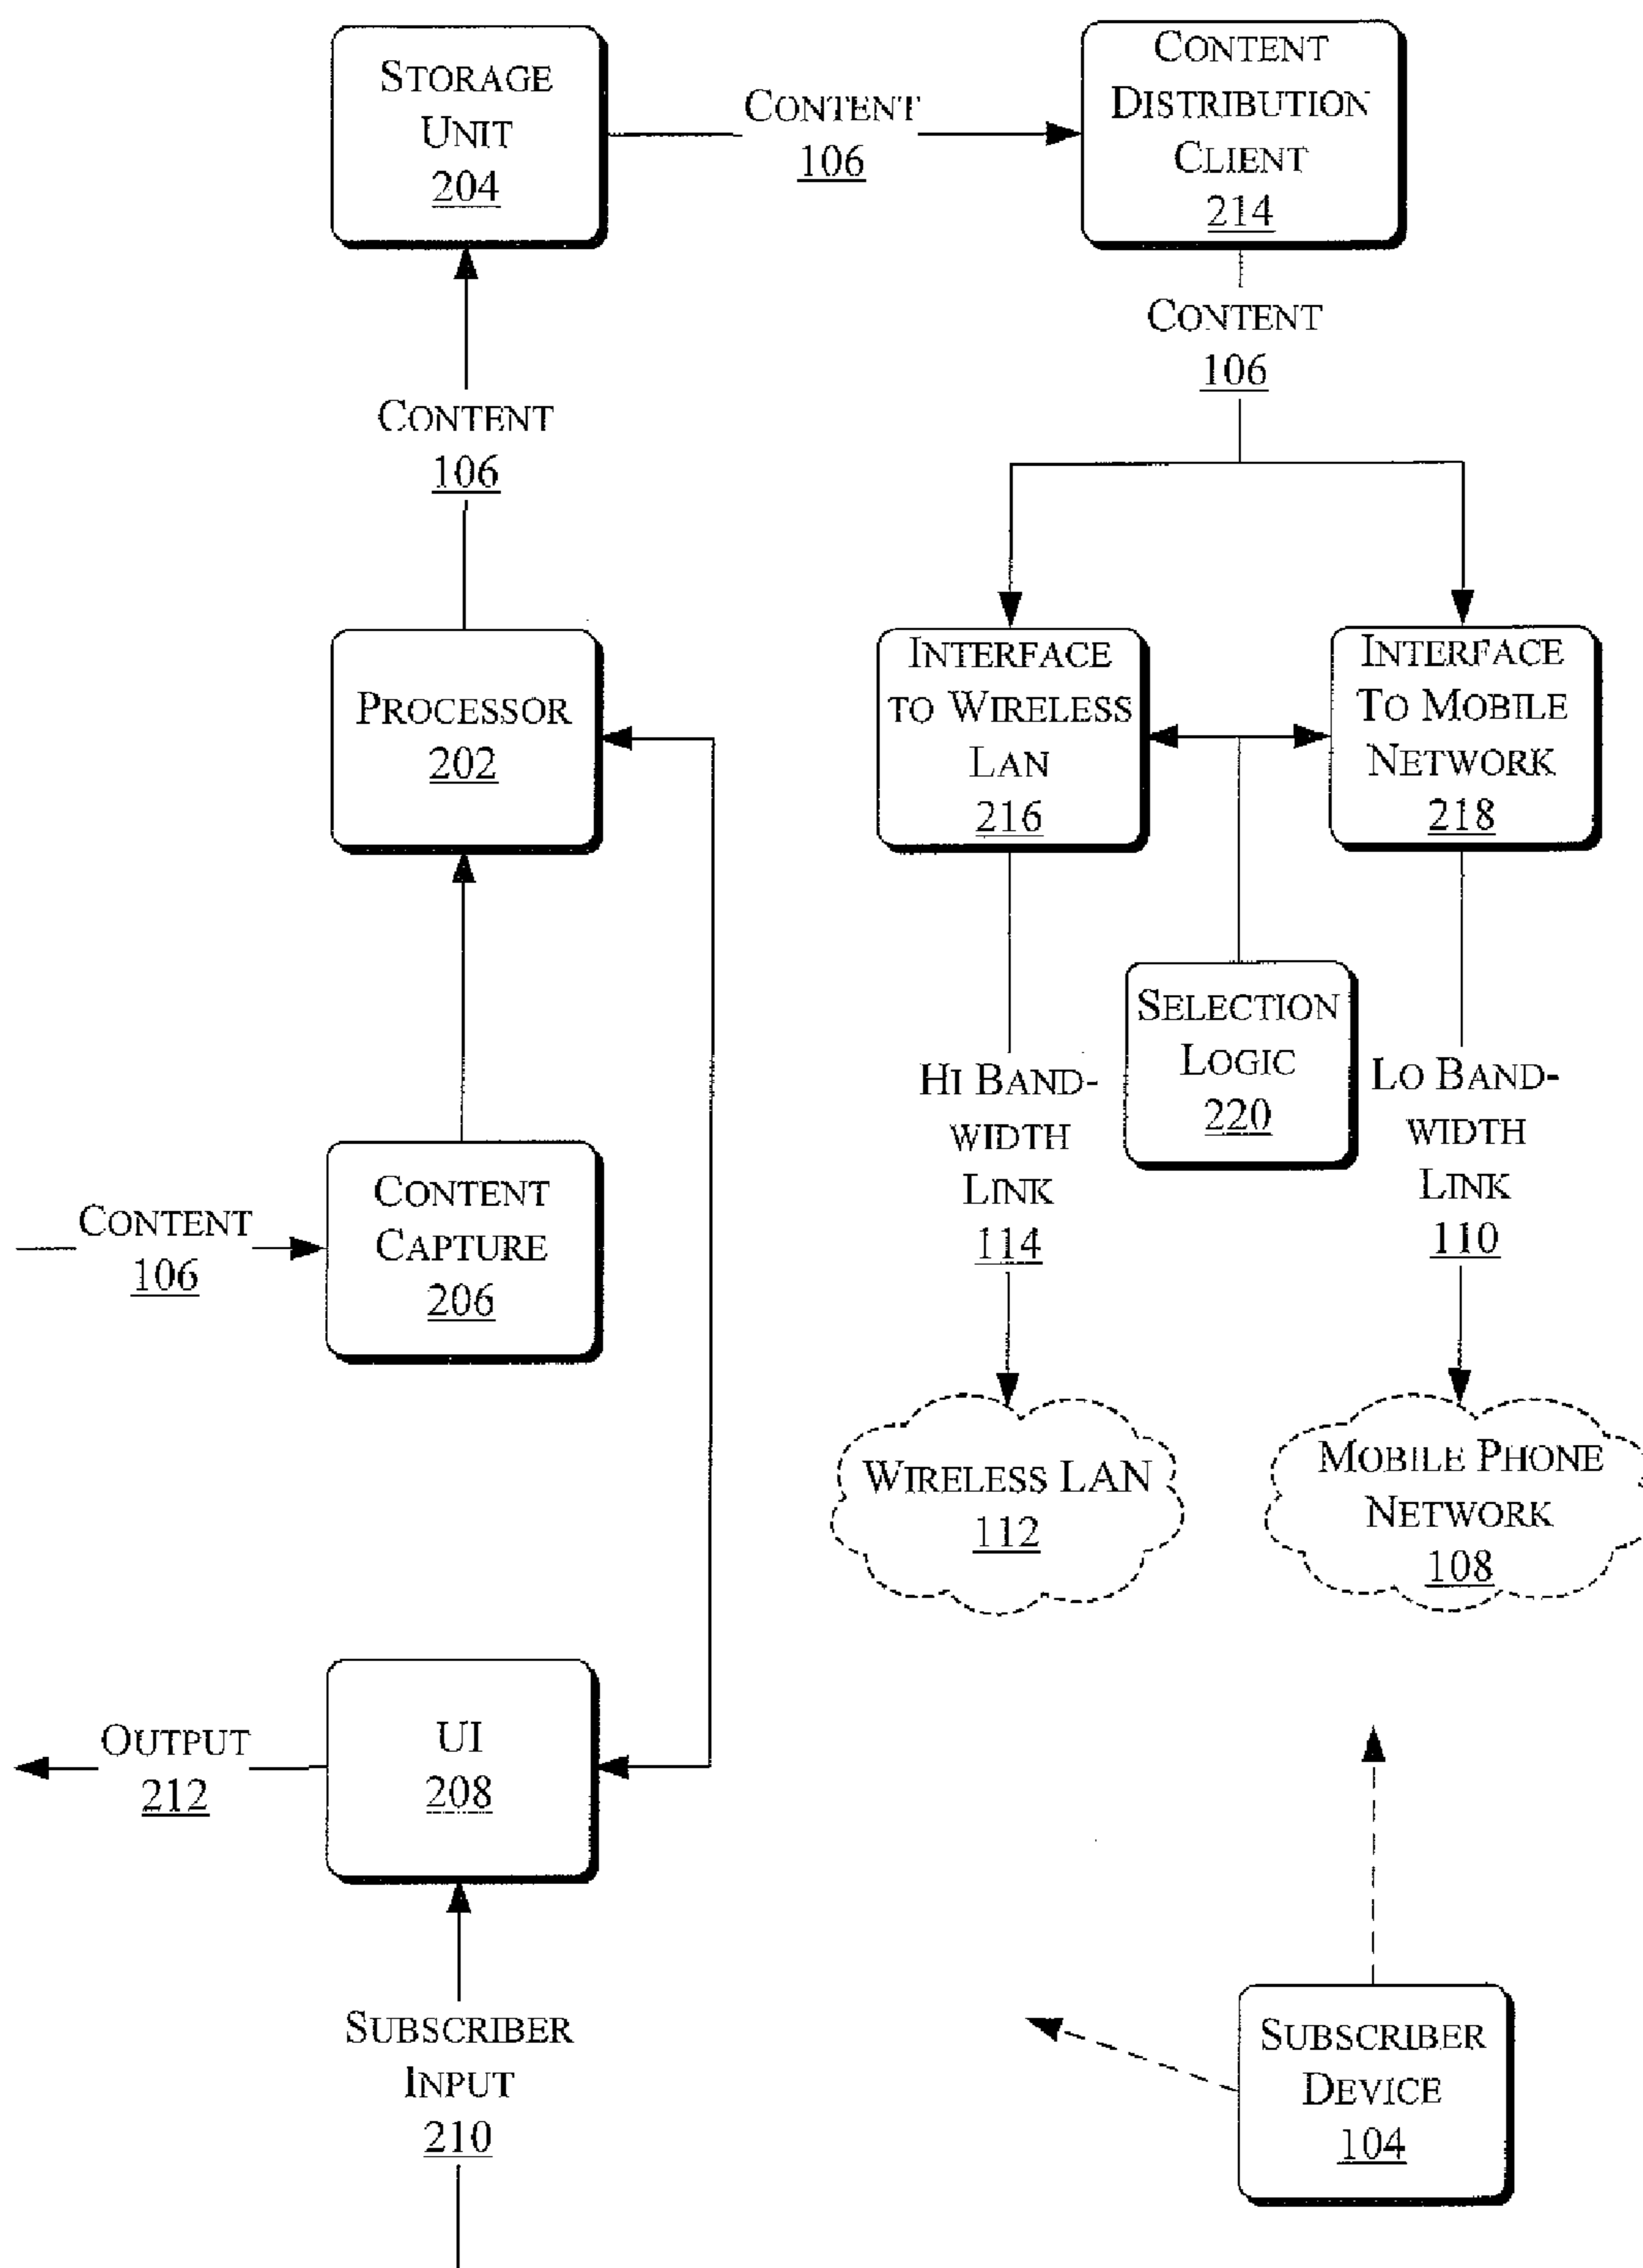 STORAGE
UNIT
204
CONTENT
106
CONTENT
DISTRIBUTION
CLIENT
214
CONTENT
106
CONTENT
106
PROCESSOR
202
INTERFACE
TO WIRELESS
LAN
216
INTERFACE
TO MOBILE
NETWORK
218
SELECTION
LOGIC
220
HI BAND-
WIDTH
LINK
114
LO BAND-
WIDTH
LINK
110
CONTENT
106
CONTENT
CAPTURE
206
WIRELESS LAN
112
MOBILE PHONE
NETWORK
108
OUTPUT
212
UI
208
SUBSCRIBER
INPUT
210
SUBSCRIBER
DEVICE
104